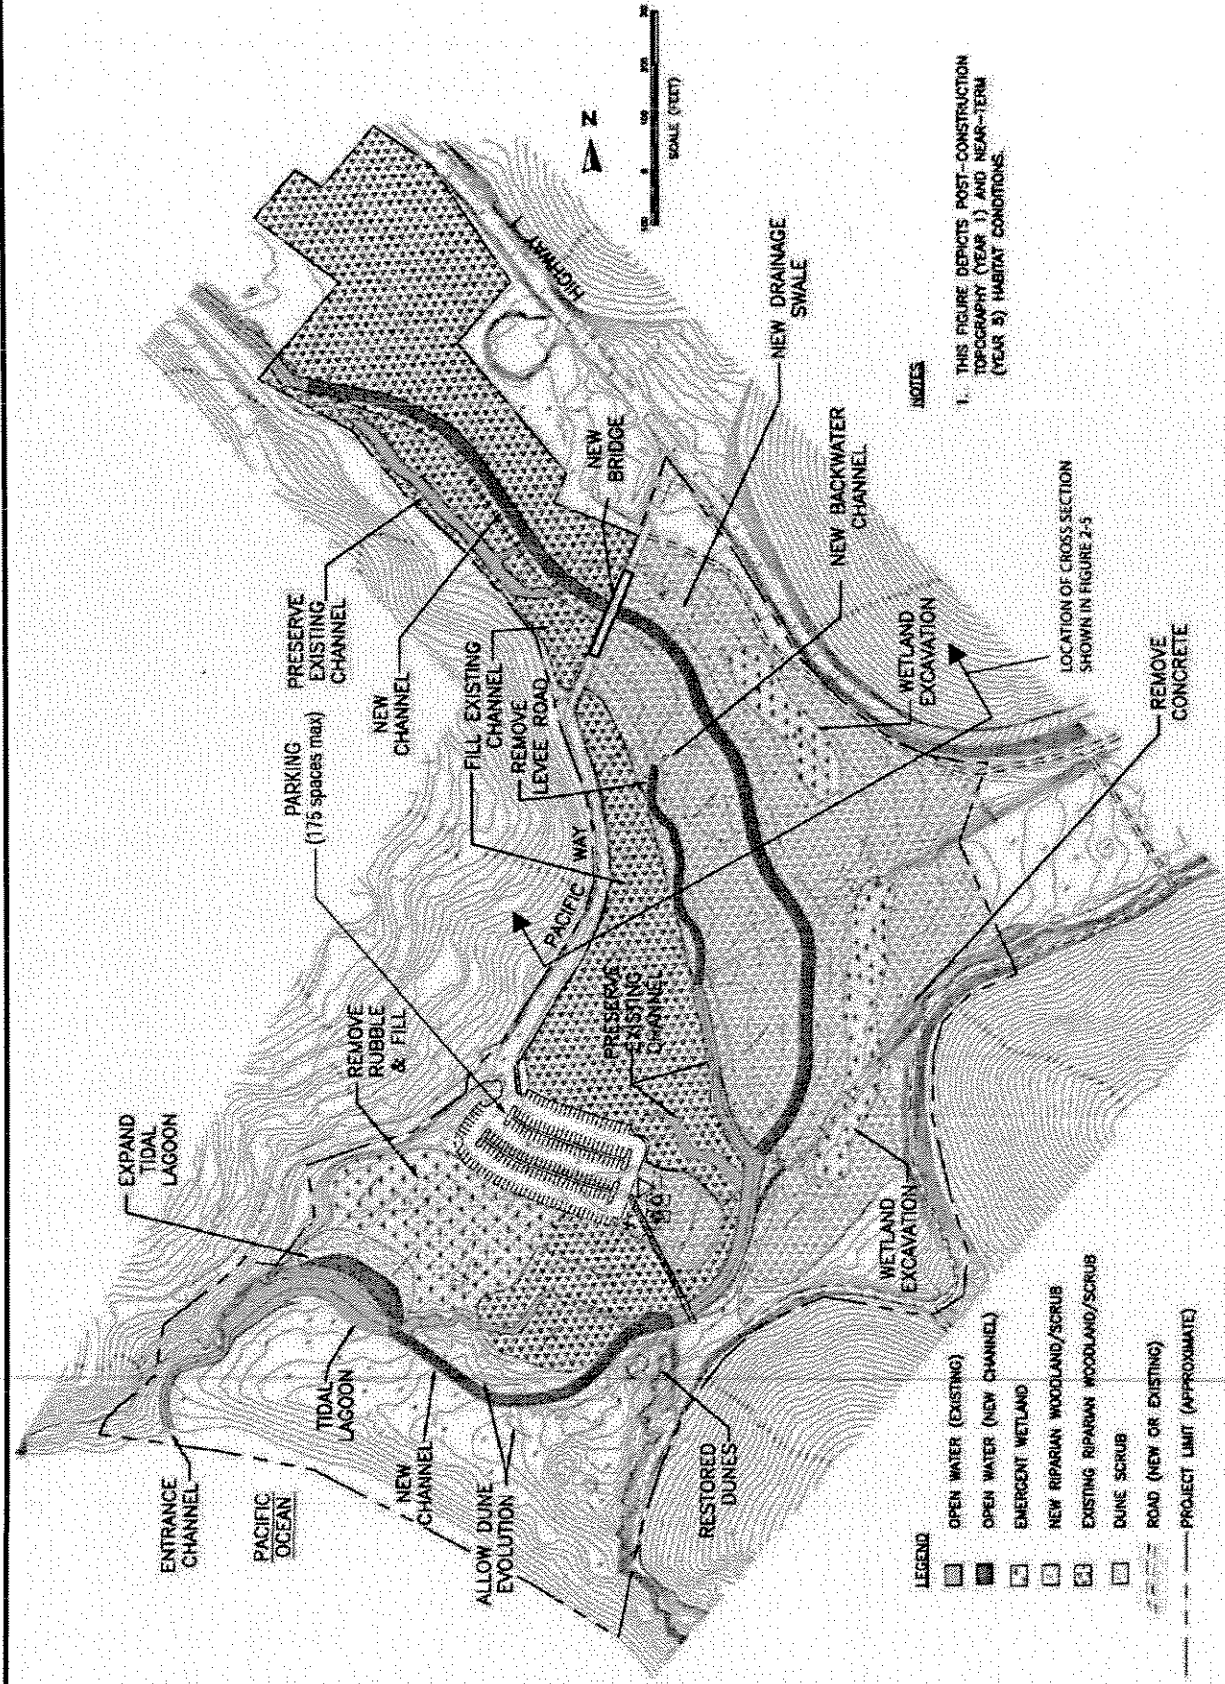 EXPAND
TIDAL
LAGOON
REMOVE
RUBBLE
& FILL
PARKING
(175 spaces max)
PRESERVE
EXISTING
CHANNEL
NEW
CHANNEL
FILL EXISTING
CHANNEL
REMOVE
LEVEE ROAD
PACIFIC WAY
PRESERVE
EXISTING
CHANNEL
NEW
BRIDGE
HIGHWAY 1
N
SCALE (FEET)
ENTRANCE
CHANNEL
PACIFIC
OCEAN
TIDAL
LAGOON
NEW
CHANNEL
ALLOW DUNE
EVOLUTION
RESTORED
DUNES
WETLAND
EXCAVATION
REMOVE
CONCRETE
LOCATION OF CROSS SECTION
SHOWN IN FIGURE 2-5
WETLAND
EXCAVATION
NEW BACKWATER
CHANNEL
NEW DRAINAGE
SWALE
NOTES
1. THIS FIGURE DEPICTS POST-CONSTRUCTION
TOPOGRAPHY (YEAR 1) AND NEAR-TERM
(YEAR 5) HABITAT CONDITIONS.
LEGEND
OPEN WATER (EXISTING)
OPEN WATER (NEW CHANNEL)
EMERGENT WETLAND
NEW RIPARIAN WOODLAND/SCRUB
EXISTING RIPARIAN WOODLAND/SCRUB
DUNE SCRUB
ROAD (NEW OR EXISTING)
PROJECT LIMIT (APPROXIMATE)